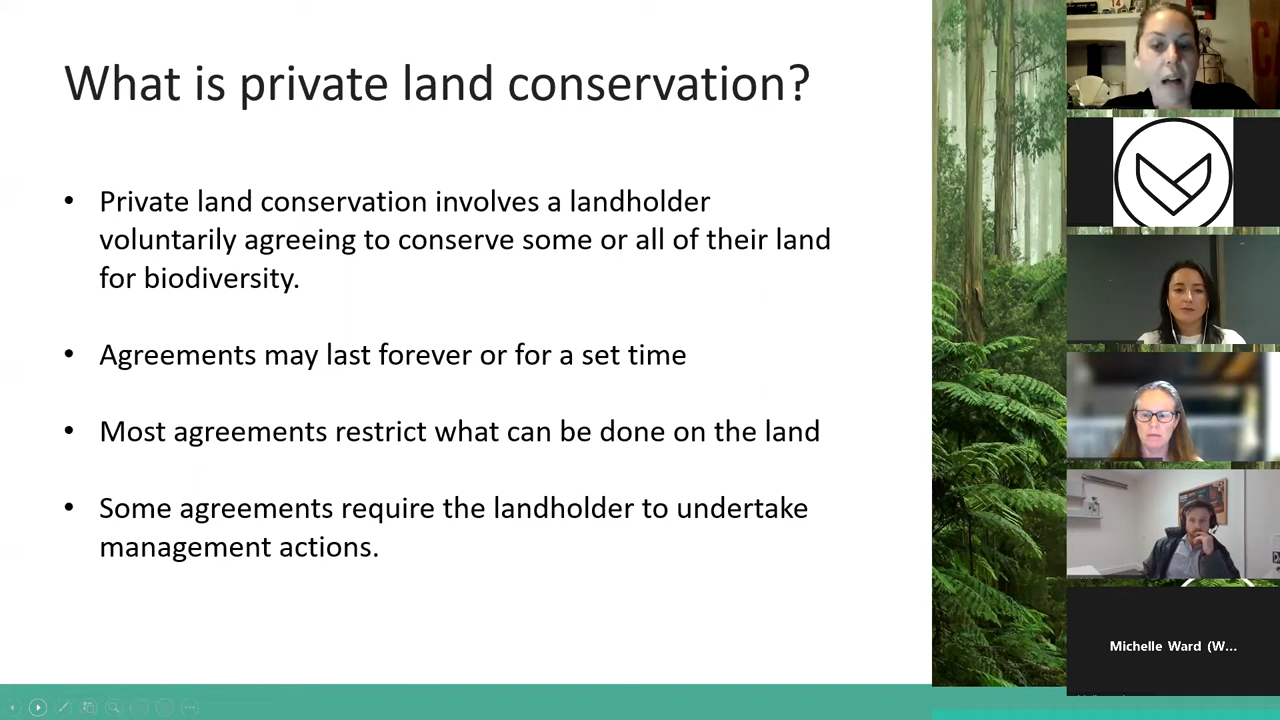 What is private land conservation?
• Private land conservation involves a landholder
voluntarily agreeing to conserve some or all of their land
for biodiversity.
• Agreements may last forever or for a set time
• Most agreements restrict what can be done on the land
• Some agreements require the landholder to undertake
management actions.
Michelle Ward (W...